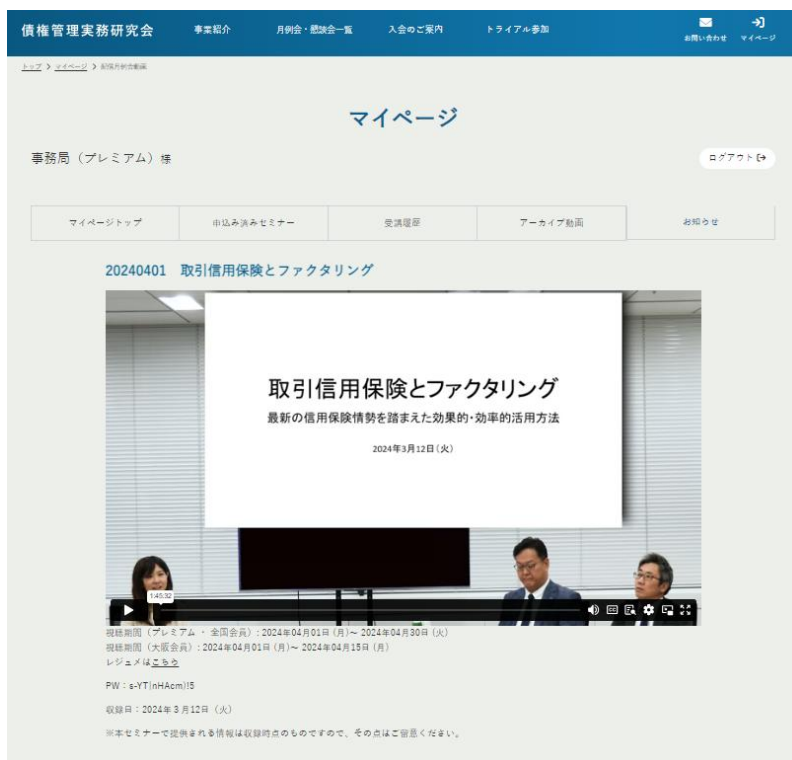 債権管理実務研究会
事業紹介
月例会・懇談会一覧
入会のご案内
トライアル参加
お問い合わせ
マイページ
トップ > マイページ > 配信月例会動画
マイページ
事務局（プレミアム）様
ログアウト
マイページトップ
申込み済みセミナー
受講履歴
アーカイブ動画
お知らせ
20240401 取引信用保険とファクタリング
取引信用保険とファクタリング
最新の信用保険情勢を踏まえた効果的・効率的活用方法
2024年3月12日（火）
1:45:32
視聴期間（プレミアム ・ 全国会員）: 2024年04月01日 (月)～ 2024年04月30日 (火)
視聴期間（大阪会員）: 2024年04月01日 (月)～ 2024年04月15日 (月)
レジュメはこちら
PW：s-YT(nHAcm)!5
収録日：2024年３月12日（火）
※本セミナーで提供される情報は収録時点のものですので、その点はご留意ください。